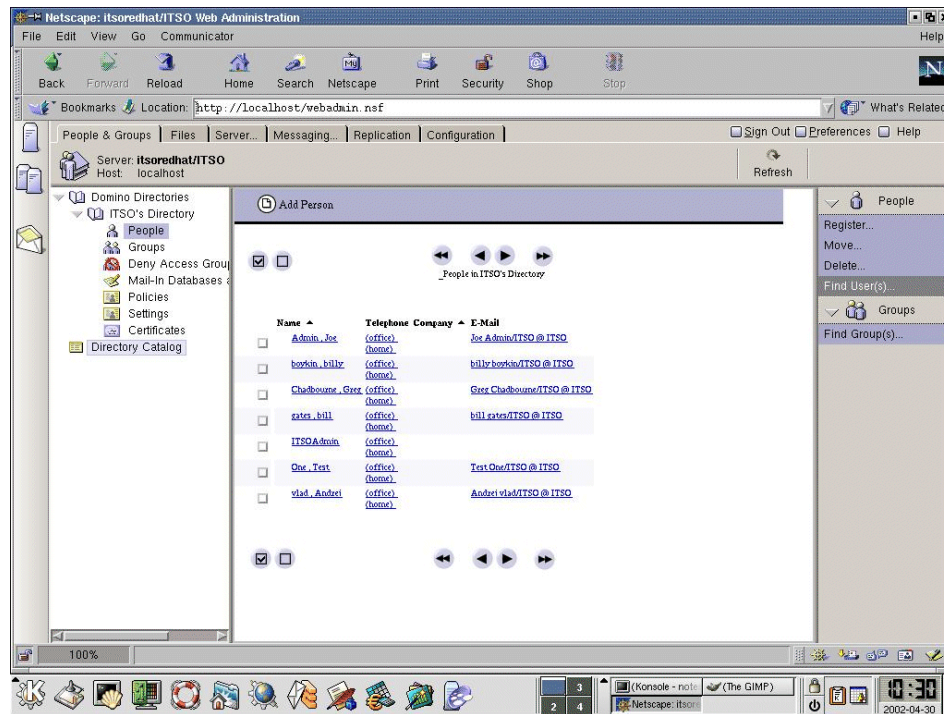 Netscape: itsoredhat/ITSO Web Administration
File Edit View Go Communicator Help
Back Forward Reload Home Search Netscape Print Security Shop Stop
My
N
Bookmarks Location: http://localhost/webadmin.nsf What's Related
People & Groups Files Server... Messaging... Replication Configuration Sign Out Preferences Help
Server: itsoredhat/ITSO
Host: localhost
Refresh
Domino Directories
ITSO's Directory
People
Groups
Deny Access Group
Mail-In Databases a
Policies
Settings
Certificates
Directory Catalog
Add Person
_People in ITSO's Directory
Name Telephone Company E-Mail
Admin , Joe (office) Joe Admin/ITSO @ ITSO
(home)
boykin , billy (office) billy boykin/ITSO @ ITSO
(home)
Chadbourne , Greg (office) Greg Chadbourne/ITSO @ ITSO
(home)
gates , bill (office) bill gates/ITSO @ ITSO
(home)
ITSOAdmin (office)
(home)
One , Test (office) Test One/ITSO @ ITSO
(home)
vlad , Andrei (office) Andrei vlad/ITSO @ ITSO
(home)
People
Register...
Move...
Delete...
Find User(s)...
Groups
Find Group(s)...
100%
3
2 4
(Konsole - note
(The GIMP)
Netscape: itsore
10:30
2002-04-30